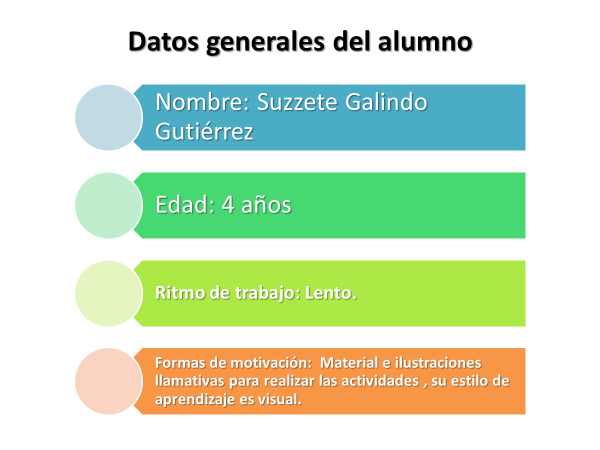 Datos generales del alumno
Nombre: Suzzete Galindo
Gutiérrez
Edad: 4 años
Ritmo de trabajo: Lento.
Formas de motivación:  Material e ilustraciones
llamativas para realizar las actividades , su estilo de
aprendizaje es visual.